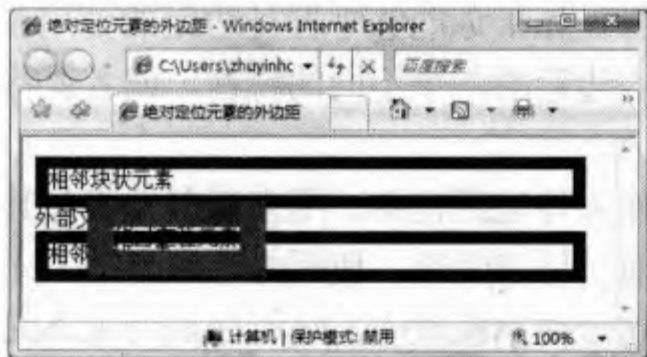 绝对定位元素的外边距 - Windows Internet Explorer
C:\Users\zhuyinhc
百度搜索
绝对定位元素的外边距
相邻块状元素
外部文
相邻
计算机 | 保护模式: 禁用
100%